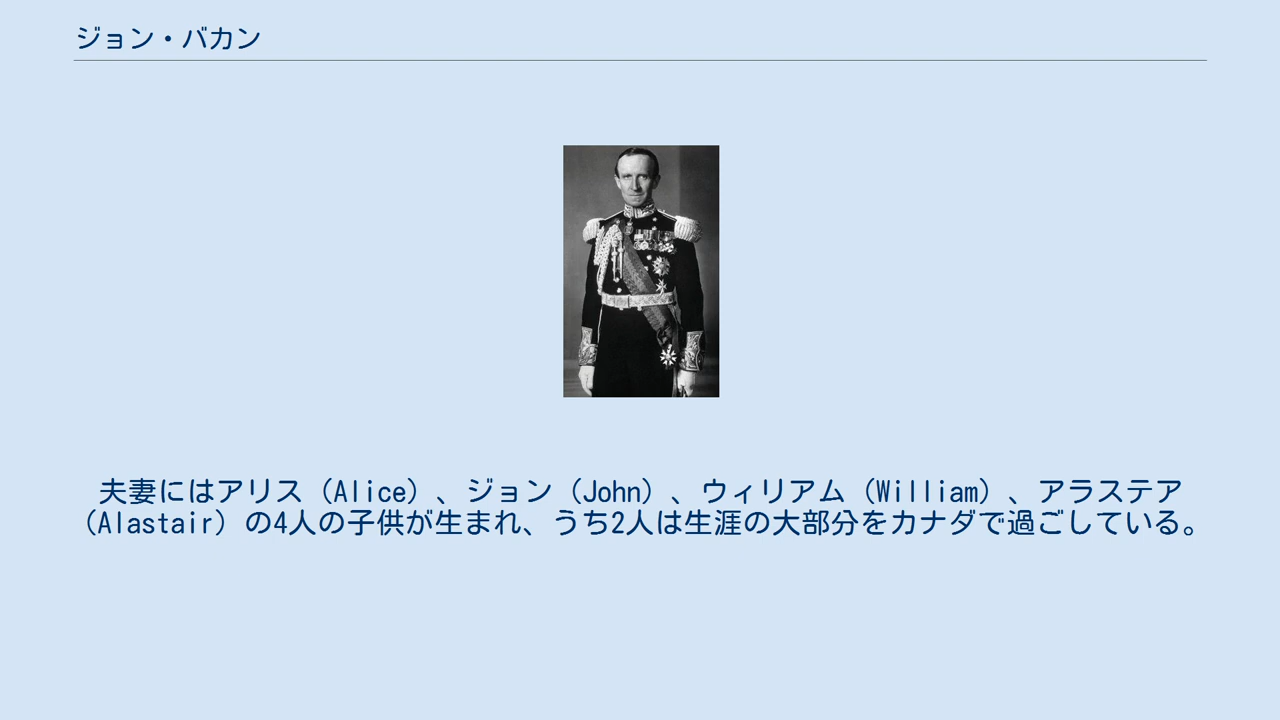 ジョン・バカン
夫妻にはアリス（Alice）、ジョン（John）、ウィリアム（William）、アラステア
（Alastair）の4人の子供が生まれ、うち2人は生涯の大部分をカナダで過ごしている。